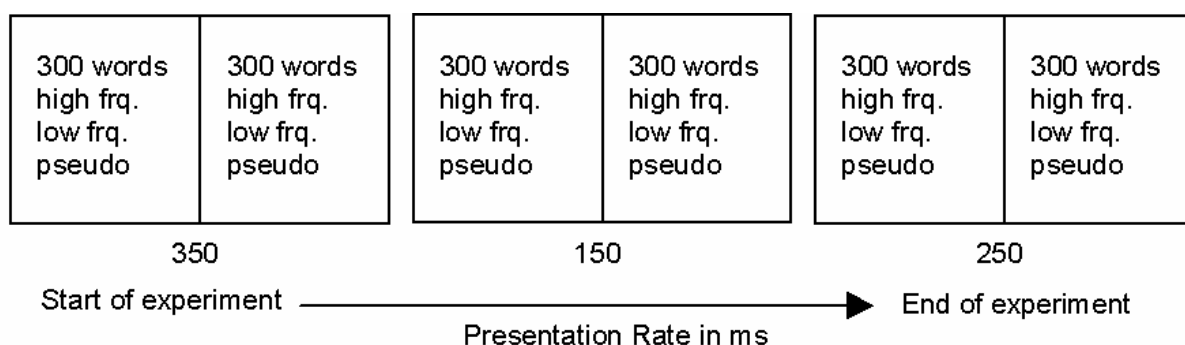 300 words
high frq.
low frq.
pseudo
300 words
high frq.
low frq.
pseudo
300 words
high frq.
low frq.
pseudo
300 words
high frq.
low frq.
pseudo
300 words
high frq.
low frq.
pseudo
300 words
high frq.
low frq.
pseudo
350
150
250
Start of experiment
End of experiment
Presentation Rate in ms